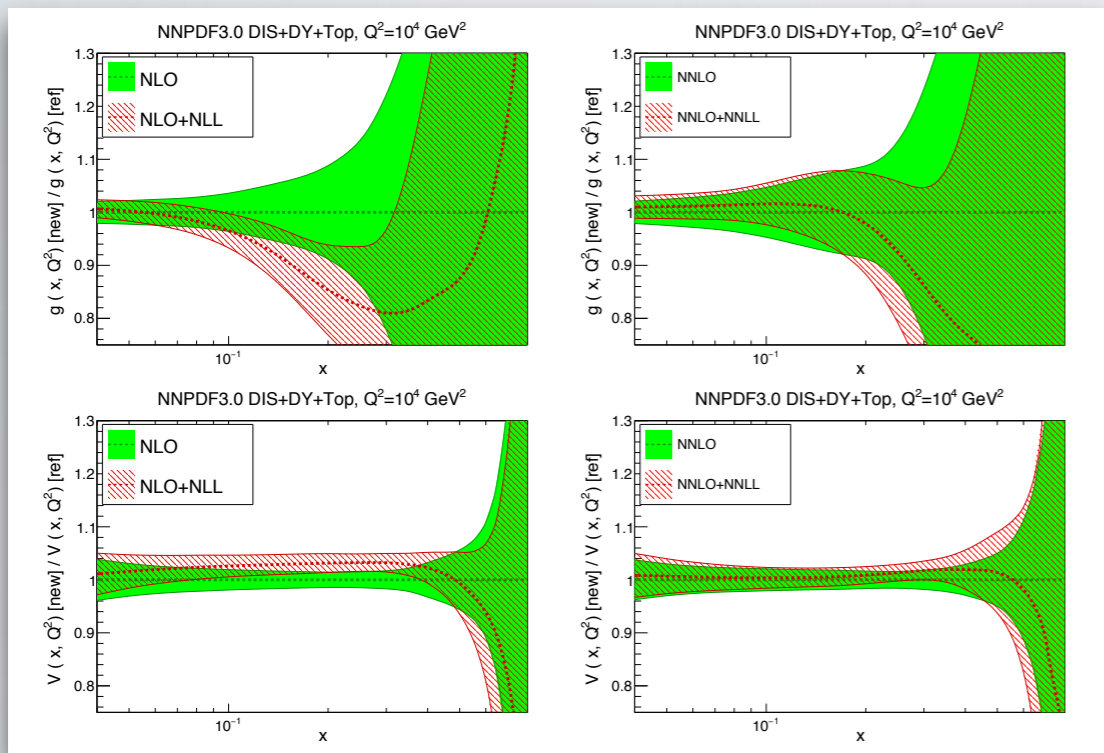 NNPDF3.0 DIS+DY+Top, Q²=10⁴ GeV²
g ( x, Q²) [new] / g ( x, Q²) [ref]
1.3
1.2
1.1
1
0.9
0.8
NLO
NLO+NLL
10⁻¹
x
NNPDF3.0 DIS+DY+Top, Q²=10⁴ GeV²
g ( x, Q²) [new] / g ( x, Q²) [ref]
1.3
1.2
1.1
1
0.9
0.8
NNLO
NNLO+NNLL
10⁻¹
x
NNPDF3.0 DIS+DY+Top, Q²=10⁴ GeV²
V ( x, Q²) [new] / V ( x, Q²) [ref]
1.3
1.2
1.1
1
0.9
0.8
NLO
NLO+NLL
10⁻¹
x
NNPDF3.0 DIS+DY+Top, Q²=10⁴ GeV²
V ( x, Q²) [new] / V ( x, Q²) [ref]
1.3
1.2
1.1
1
0.9
0.8
NNLO
NNLO+NNLL
10⁻¹
x